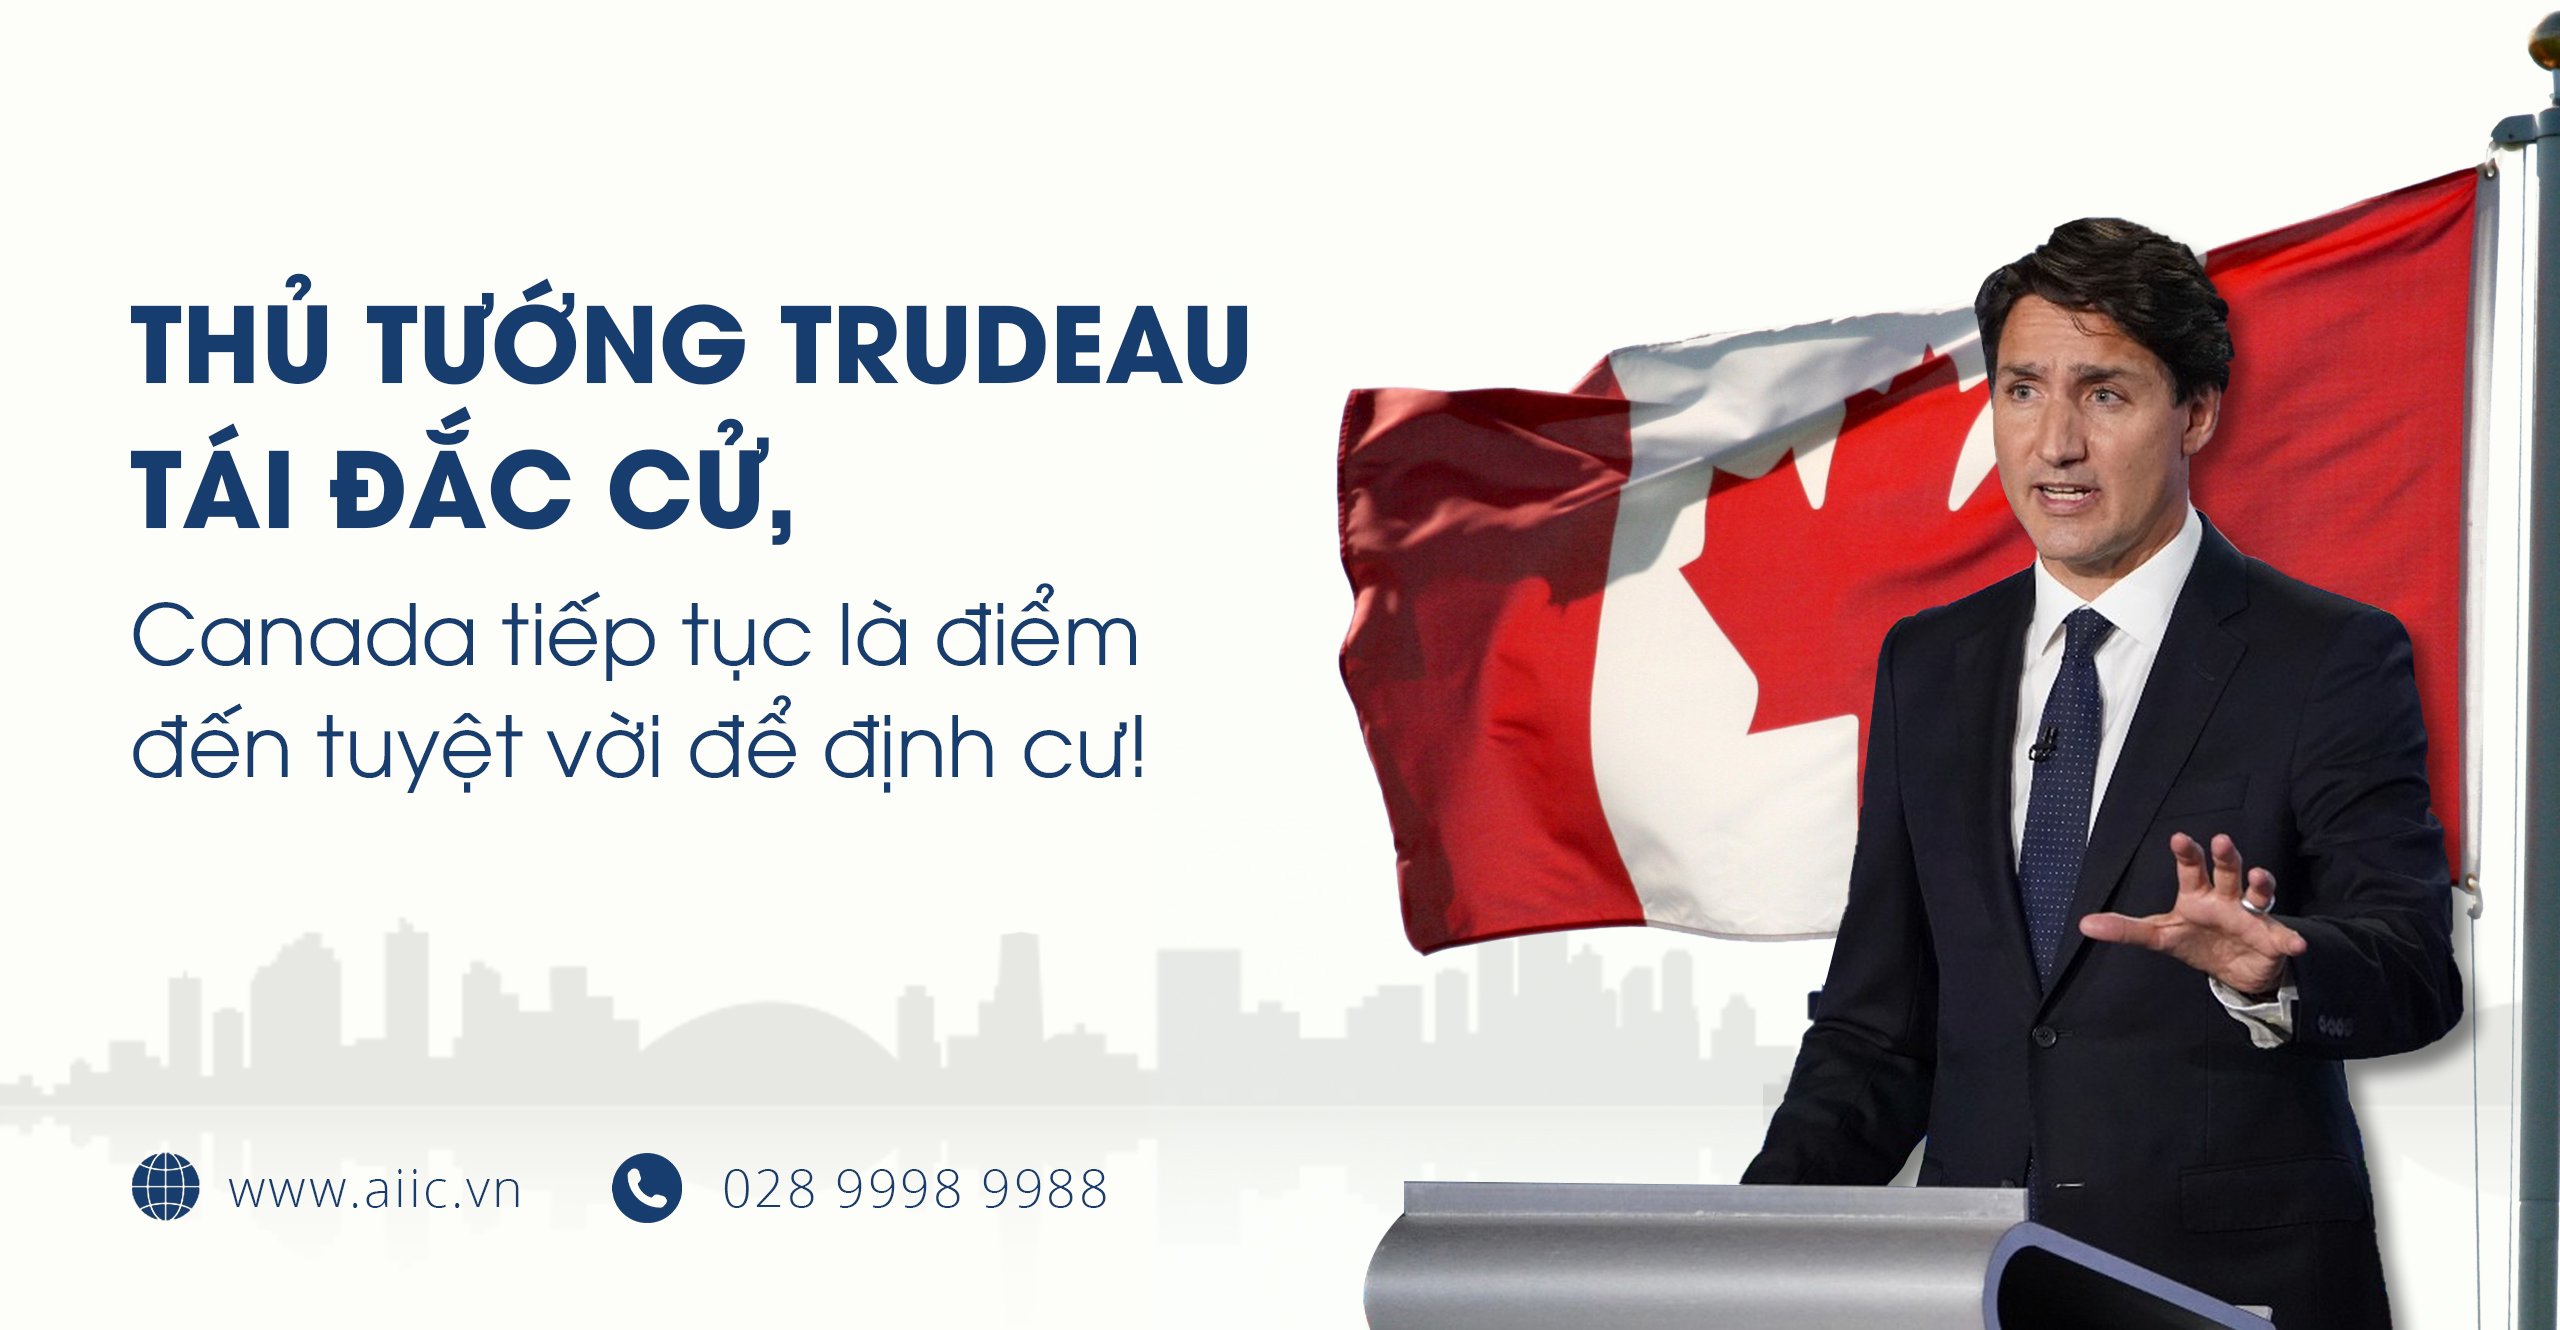 THỦ TƯỚNG TRUDEAU
TÁI ĐẮC CỬ,
Canada tiếp tục là điểm
đến tuyệt vời để định cư!
www.aiic.vn 028 9998 9988